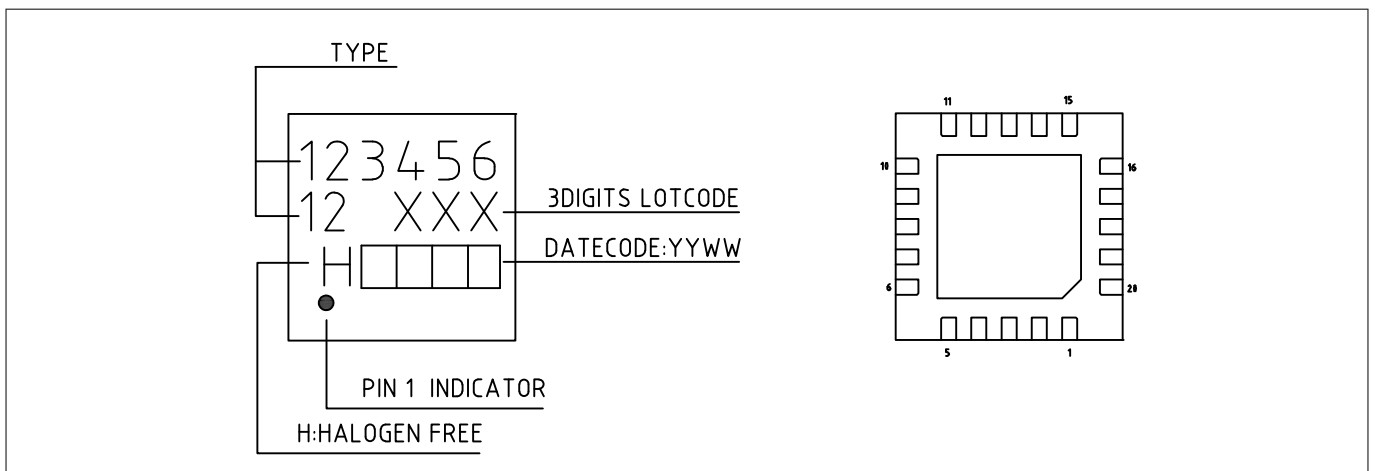 TYPE
123456
12 XXX
3DIGITS LOTCODE
DATECODE:YYWW
H
PIN 1 INDICATOR
H:HALOGEN FREE
11 15
10 16
6 20
5 1